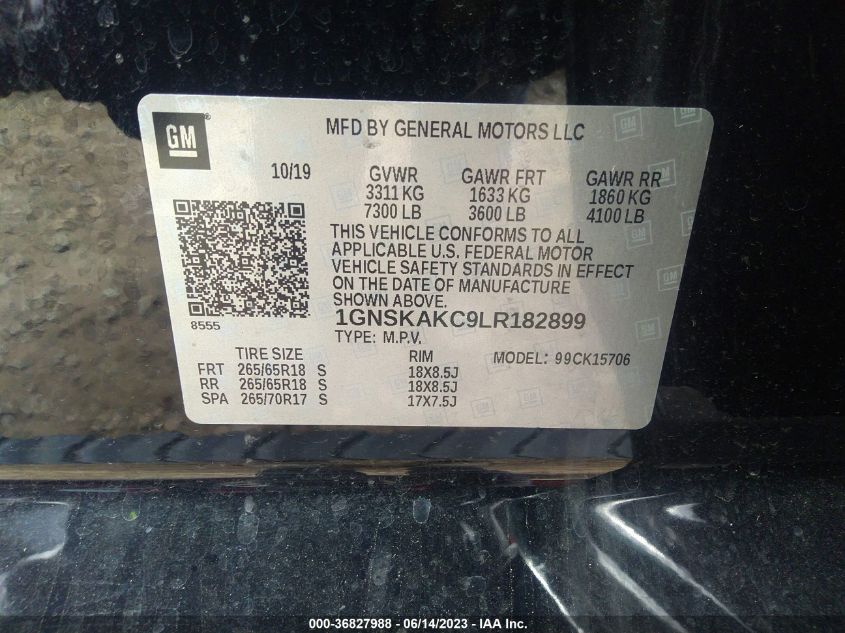 GM ®
MFD BY GENERAL MOTORS LLC
10/19 GVWR GAWR FRT GAWR RR
3311 KG 1633 KG 1860 KG
7300 LB 3600 LB 4100 LB
THIS VEHICLE CONFORMS TO ALL
APPLICABLE U.S. FEDERAL MOTOR
VEHICLE SAFETY STANDARDS IN EFFECT
ON THE DATE OF MANUFACTURE
SHOWN ABOVE.
8555
1GNSKAKC9LR182899
TYPE: M.P.V.
TIRE SIZE RIM MODEL: 99CK15706
FRT 265/65R18 S 18X8.5J
RR 265/65R18 S 18X8.5J
SPA 265/70R17 S 17X7.5J
000-36827988 - 06/14/2023 - IAA Inc.